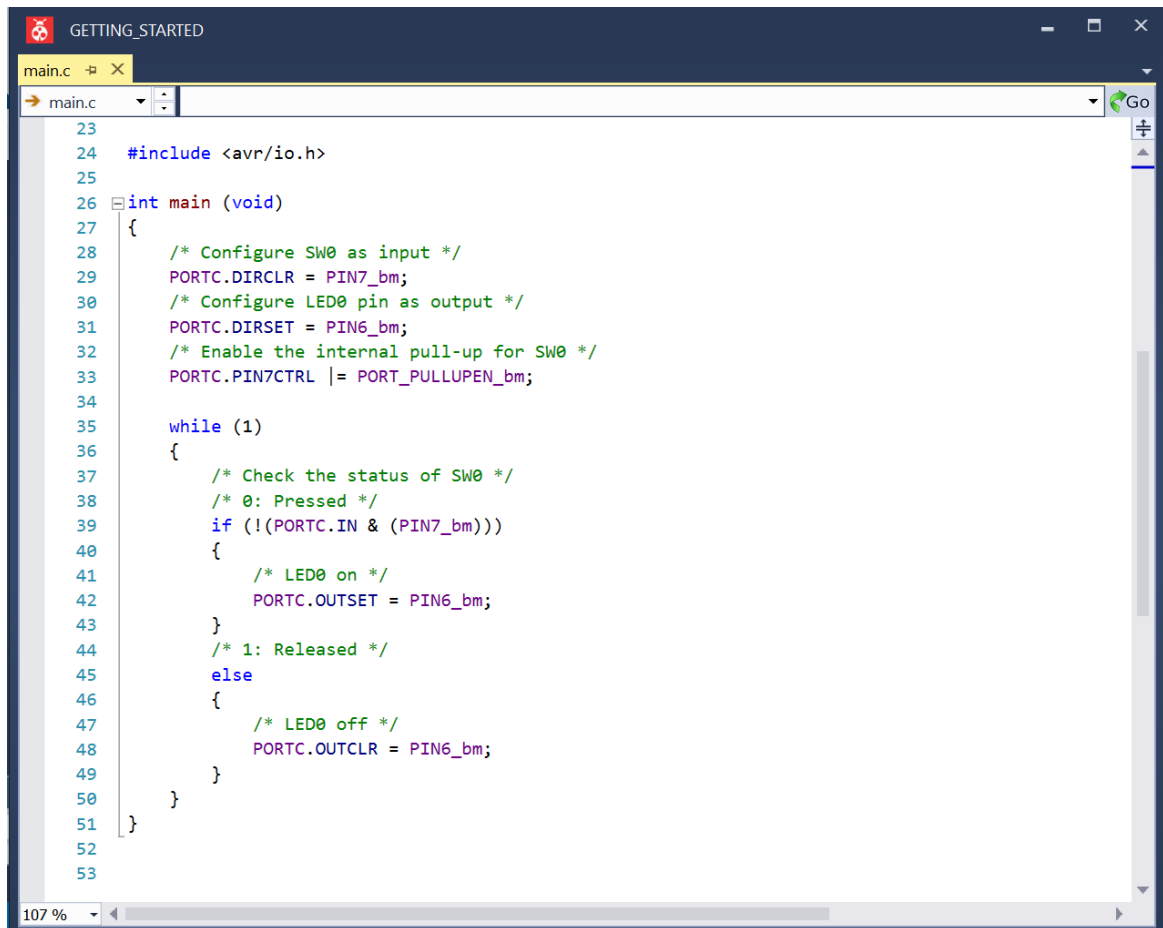 GETTING_STARTED
main.c
main.c Go
23
24 #include <avr/io.h>
25
26 int main (void)
27 {
28     /* Configure SW0 as input */
29     PORTC.DIRCLR = PIN7_bm;
30     /* Configure LED0 pin as output */
31     PORTC.DIRSET = PIN6_bm;
32     /* Enable the internal pull-up for SW0 */
33     PORTC.PIN7CTRL |= PORT_PULLUPEN_bm;
34
35     while (1)
36     {
37         /* Check the status of SW0 */
38         /* 0: Pressed */
39         if (!(PORTC.IN & (PIN7_bm)))
40         {
41             /* LED0 on */
42             PORTC.OUTSET = PIN6_bm;
43         }
44         /* 1: Released */
45         else
46         {
47             /* LED0 off */
48             PORTC.OUTCLR = PIN6_bm;
49         }
50     }
51 }
52
53
107 %